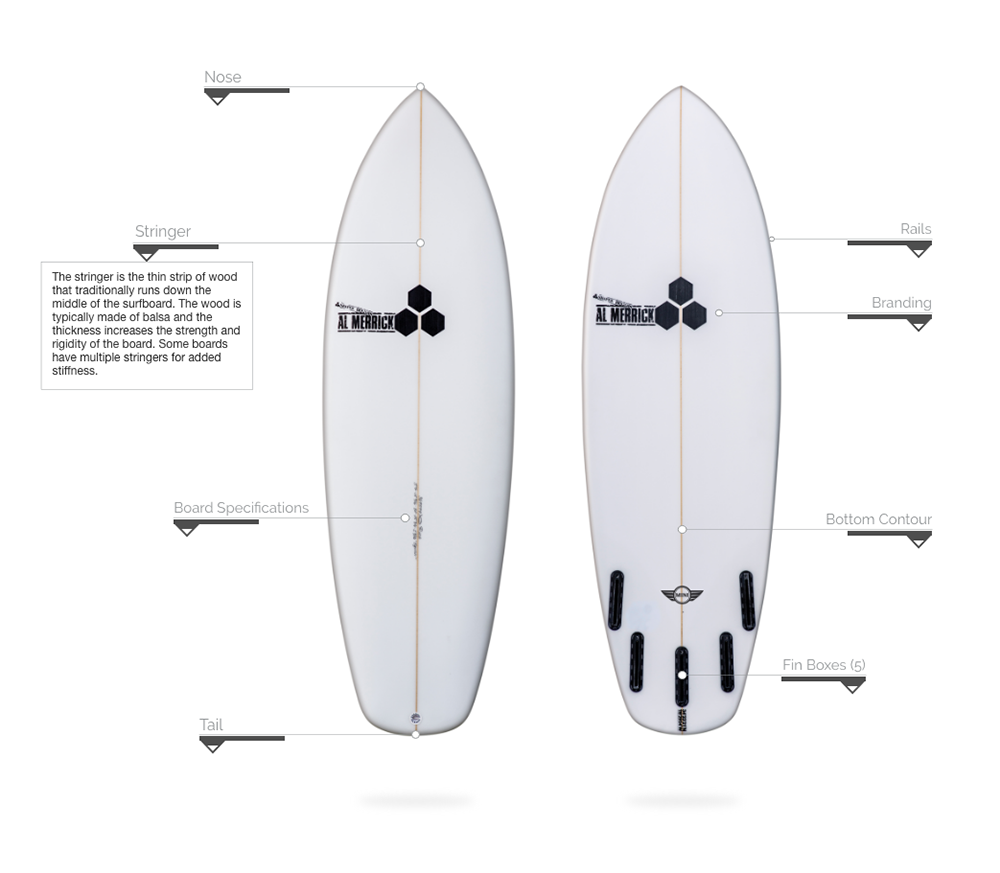 Nose
Stringer
The stringer is the thin strip of wood
that traditionally runs down the
middle of the surfboard. The wood is
typically made of balsa and the
thickness increases the strength and
rigidity of the board. Some boards
have multiple stringers for added
stiffness.
AL MERRICK
Board Specifications
Tail
Rails
Branding
AL MERRICK
Bottom Contour
MINI
Fin Boxes (5)